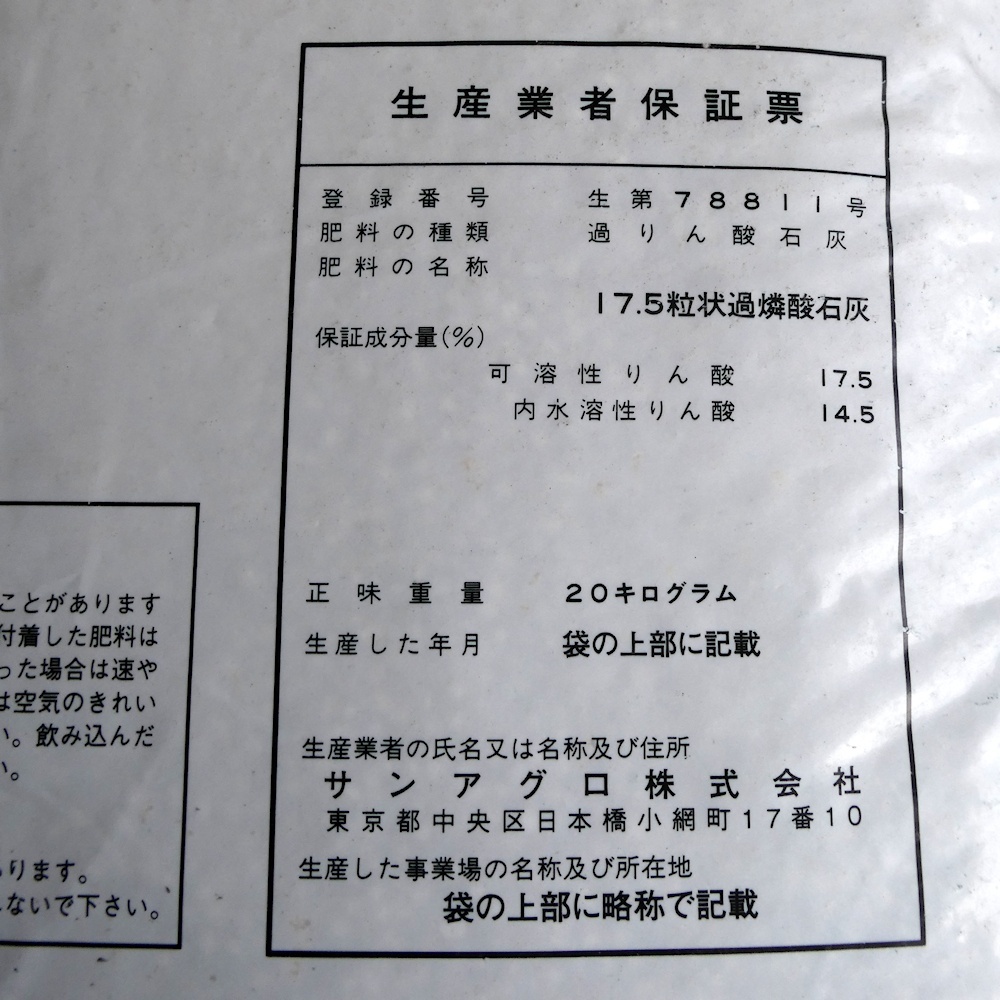 生産業者保証票
登録番号 生第78811号
肥料の種類 過りん酸石灰
肥料の名称
17.5粒状過燐酸石灰
保証成分量(%)
可溶性りん酸 17.5
内水溶性りん酸 14.5
正味重量 20キログラム
生産した年月 袋の上部に記載
生産業者の氏名又は名称及び住所
サンアグロ株式会社
東京都中央区日本橋小網町17番10
生産した事業場の名称及び所在地
袋の上部に略称で記載
ことがあります
付着した肥料は
った場合は速や
は空気のきれい
い。飲み込んだ
い。
ります。
ないで下さい。